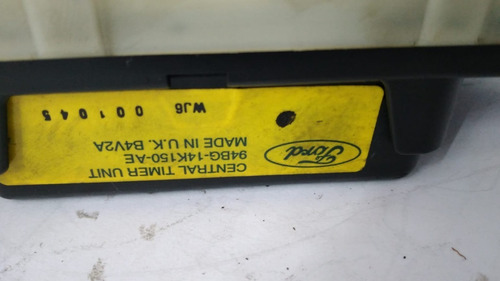 Ford
CENTRAL TIMER UNIT
94BG-14K150-AE
MADE IN U.K. B4V2A
WJ6 001045